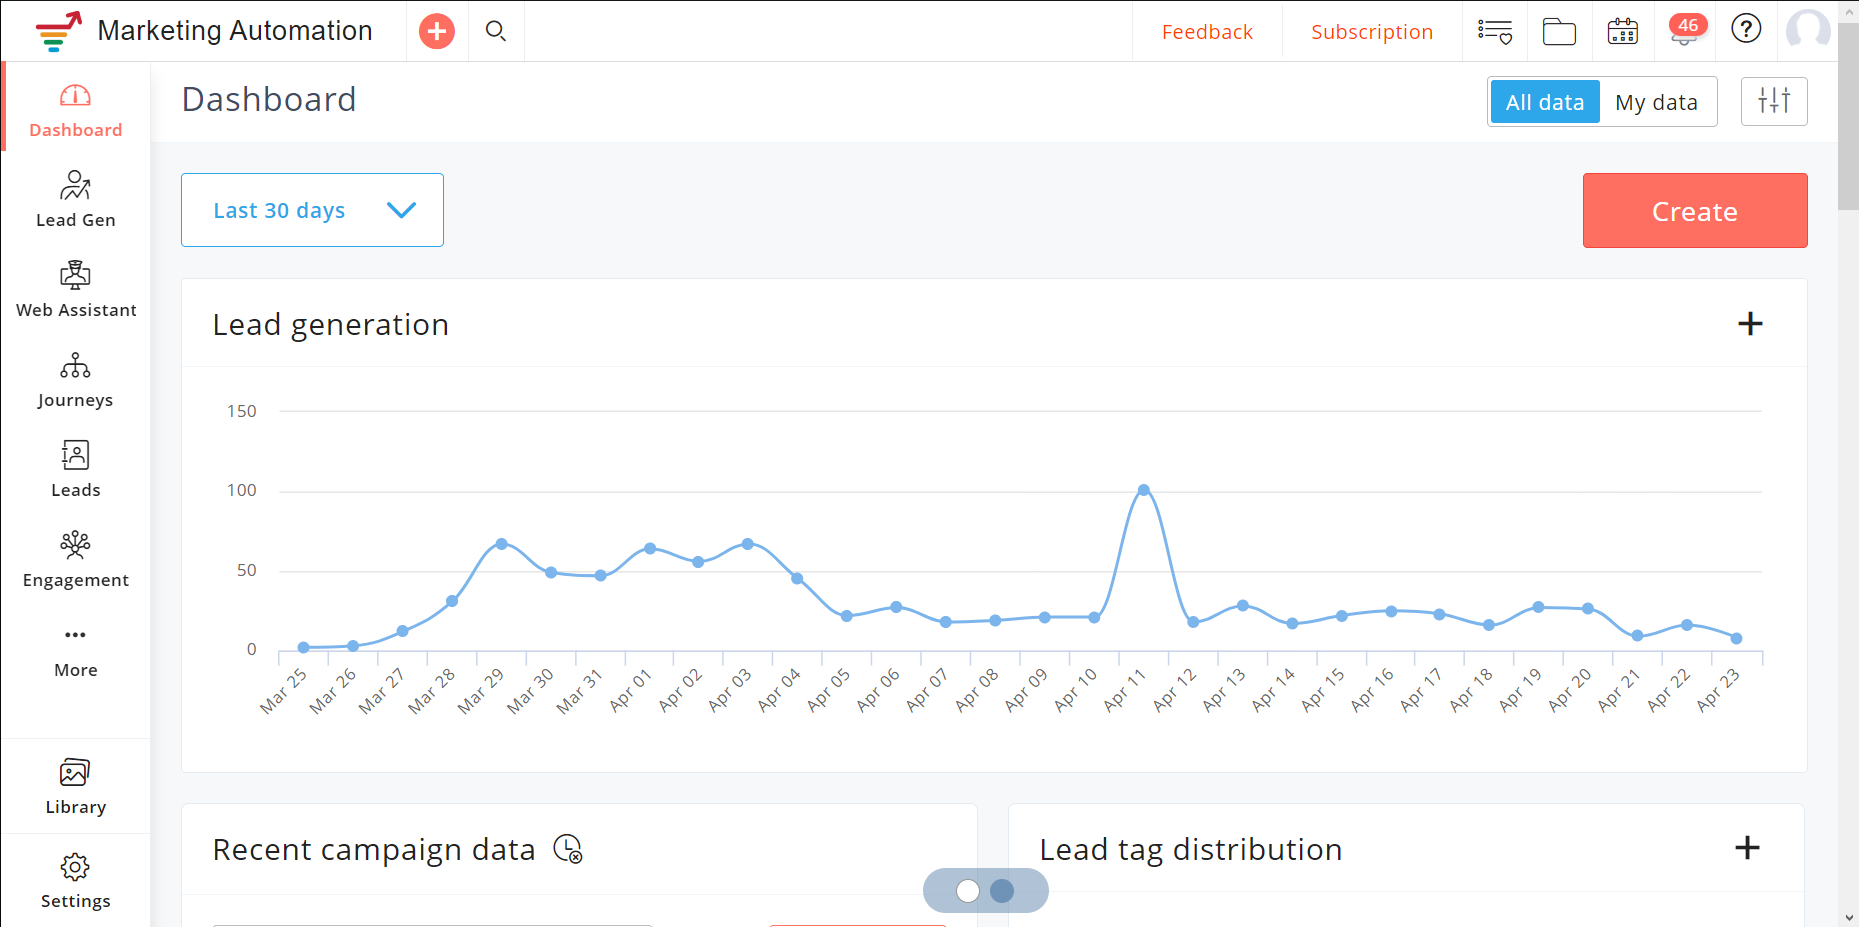 Marketing Automation
Feedback
Subscription
46
Dashboard
Lead Gen
Web Assistant
Journeys
Leads
Engagement
More
Library
Settings
Dashboard
All data
My data
Last 30 days
Create
Lead generation
150
100
50
0
Mar 25
Mar 26
Mar 27
Mar 28
Mar 29
Mar 30
Mar 31
Apr 01
Apr 02
Apr 03
Apr 04
Apr 05
Apr 06
Apr 07
Apr 08
Apr 09
Apr 10
Apr 11
Apr 12
Apr 13
Apr 14
Apr 15
Apr 16
Apr 17
Apr 18
Apr 19
Apr 20
Apr 21
Apr 22
Apr 23
Recent campaign data
Lead tag distribution